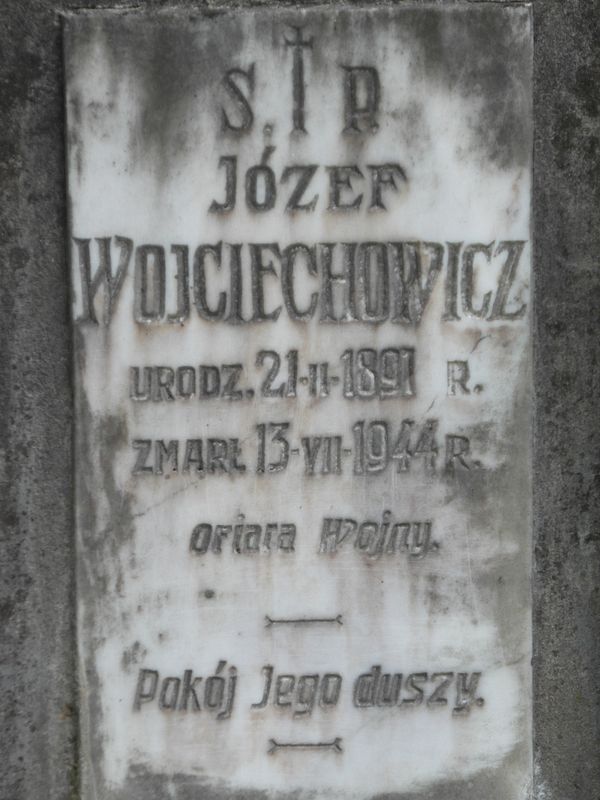 Ś. † P.
JÓZEF
WOJCIECHOWICZ
URODZ. 21-II-1891 R.
ZMARŁ 13-VII-1944 R.
ofiara Wojny.
Pokój Jego duszy.